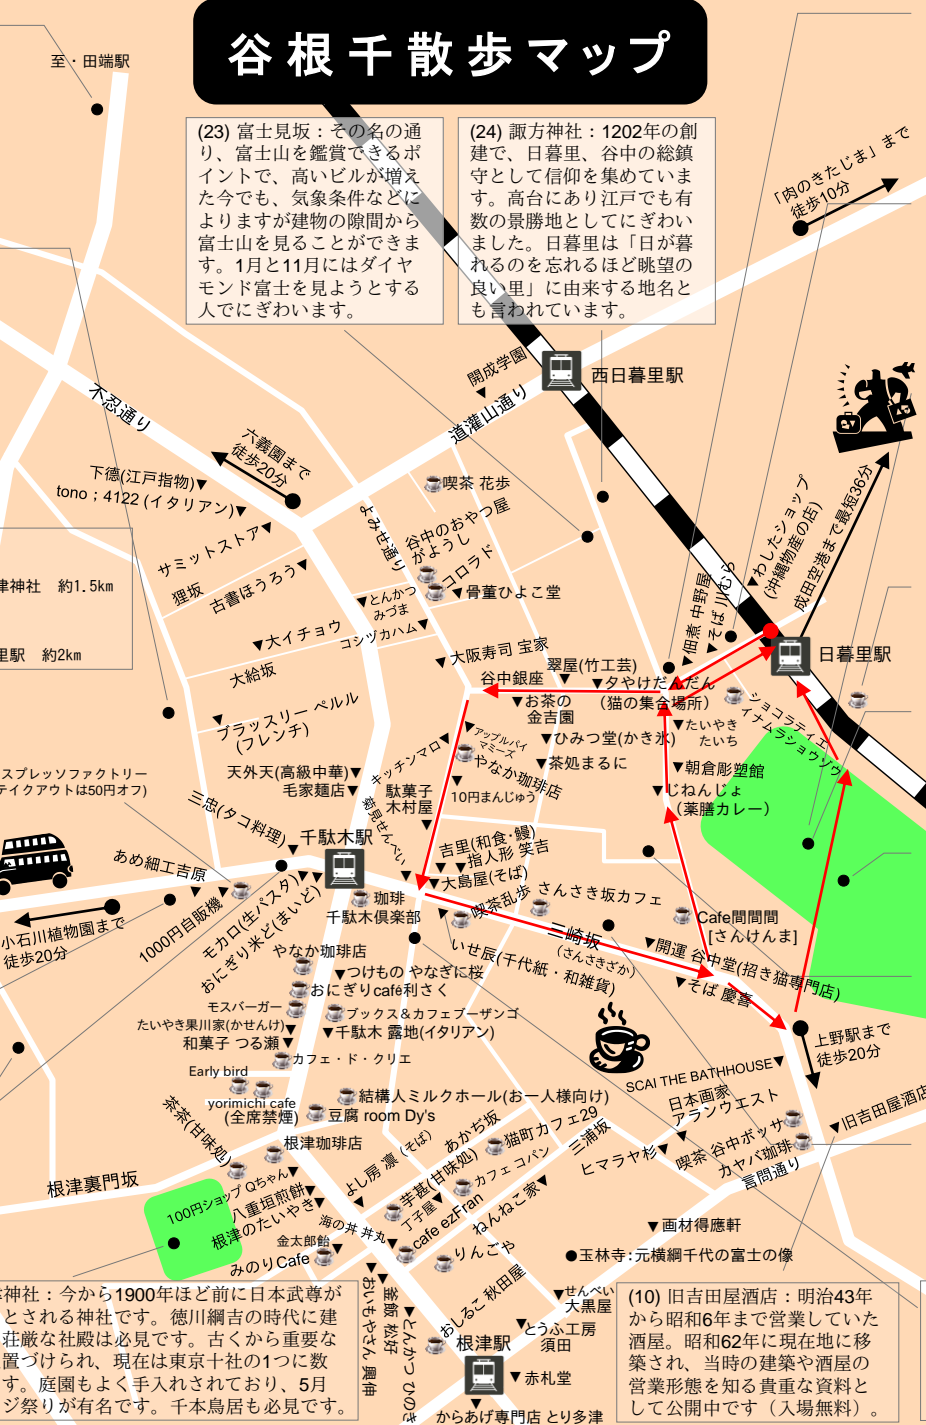 谷根千散歩マップ
至・田端駅
(23) 富士見坂：その名の通
り、富士山を鑑賞できるポ
イントで、高いビルが増え
た今でも、気象条件などに
よりますが建物の隙間から
富士山を見ることができま
す。1月と11月にはダイヤ
モンド富士を見ようとする
人でにぎわいます。
(24) 諏方神社：1202年の創
建で、日暮里、谷中の総鎮
守として信仰を集めていま
す。高台にあり江戸でも有
数の景勝地としてにぎわい
ました。日暮里は「日が暮
れるのを忘れるほど眺望の
良い里」に由来する地名と
も言われています。
「肉のきたじま」まで
徒歩10分
開成学園
西日暮里駅
不忍通り
道灌山通り
六義園まで
徒歩20分
下德(江戸指物)▼
tono；4122 (イタリアン)▼
喫茶 花歩
よみせ通り
谷中のおやつ屋
がようし
コロラド
サミットストア▼
狸坂
古書ほうろう▼
津神社　約1.5km
里駅　約2km
▼とんかつ
みづま
▼骨董ひよこ堂
▼大イチョウ
コシヅカハム▼
大給坂
▼大阪寿司 宝家
▼わしたショップ
(沖縄物産の店)
成田空港まで最短36分
▼佃煮 中野屋
▼そば 川むら
日暮里駅
谷中銀座
翠屋(竹工芸)
▼夕やけだんだん
（猫の集合場所）
▼お茶の
金吉園
ショコラティエ
イナムラショウゾウ
ブラッスリー ペルル
(フレンチ)
アップルパイ
マミーズ
▼ひみつ堂(かき氷)
▼たいやき
たいち
キッチンマロ
やなか珈琲店
▼茶処まるに
▼朝倉彫塑館
スプレッソファクトリー
テイクアウトは50円オフ)
天外天(高級中華)▼
毛家麺店▼
駄菓子
木村屋
10円まんじゅう
▼じねんじょ
(薬膳カレー)
三忠(タコ料理)
菊見せんべい
千駄木駅
吉里(和食･鰻)
▼指人形 笑吉
▼大島屋(そば)
あめ細工吉原
珈琲
千駄木倶楽部
喫茶乱歩
さんさき坂カフェ
Cafe間間間
[さんけんま]
小石川植物園まで
徒歩20分
1000円自販機▼
モカロ(生パスタ)
おにぎり米ど(まいど)
三崎坂
(さんさきざか)
いせ辰(千代紙・和雑貨)
▼開運 谷中堂(招き猫専門店)
やなか珈琲店
▼つけもの やなぎに桜
おにぎりcafé利さく
▼そば 慶喜
モスバーガー
ブックス＆カフェブーザンゴ
たいやき果川家(かせんけ)▼
▼千駄木 露地(イタリアン)
和菓子 つる瀬▼
カフェ・ド・クリエ
上野駅まで
徒歩20分
Early bird
SCAI THE BATHHOUSE▼
yorimichi cafe
(全席禁煙)
結構人ミルクホール(お一人様向け)
豆腐 room Dy's
日本画家
アランウエスト
茶茶(甘味処)
根津珈琲店
よし房 凛 (そば)
あかぢ坂
猫町カフェ29
三浦坂
ヒマラヤ杉▼
喫茶 谷中ボッサ
カヤバ珈琲
言問通り
▼旧吉田屋酒店
根津裏門坂
100円ショップ Qちゃん▼
八重垣煎餅
根津のたいやき
芋甚(甘味処)
カフェ コパン
丁子屋▼
cafe ezFran
ねんねこ家▼
海の丼 丼丸
金太郎飴
みのりCafe
りんごや
▼画材得應軒
●玉林寺:元横綱千代の富士の像
おいもやさん 興伸
釜飯 松好
とんかつ ひのき
おしるこ 秋田屋
▼せんべい
大黒屋
とうふ工房
須田
根津駅
▼赤札堂
からあげ専門店 とり多津
神社：今から1900年ほど前に日本武尊が
とされる神社です。徳川綱吉の時代に建
荘厳な社殿は必見です。古くから重要な
置づけられ、現在は東京十社の1つに数
す。庭園もよく手入れされており、5月
ジ祭りが有名です。千本鳥居も必見です。
(10) 旧吉田屋酒店：明治43年
から昭和6年まで営業していた
酒屋。昭和62年に現在地に移
築され、当時の建築や酒屋の
営業形態を知る貴重な資料と
して公開中です（入場無料）。